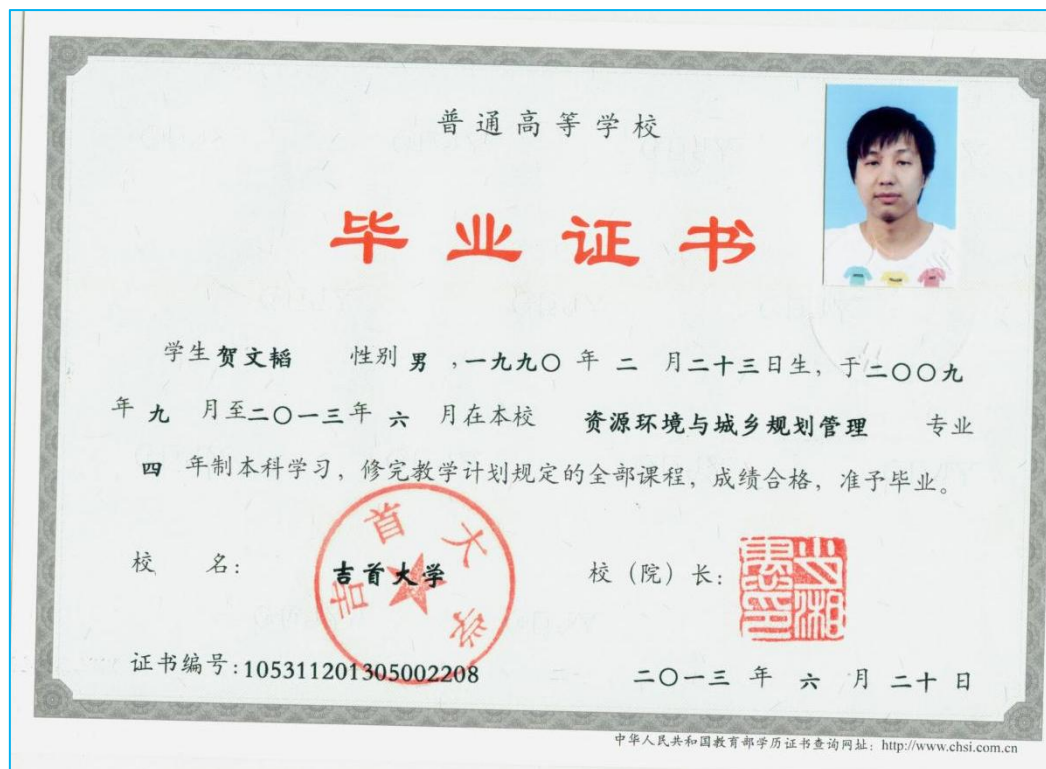 普通高等学校
毕业证书
学生 贺文韬 性别 男 ，一九九〇 年 二 月 二十三 日生，于 二〇〇九
年 九 月至 二〇一三 年 六 月在本校 资源环境与城乡规划管理 专业
四 年制本科学习，修完教学计划规定的全部课程，成绩合格，准予毕业。
校 名： 吉首大学 校（院）长：
吉首大学
证书编号：105311201305002208 二〇一三 年 六 月 二十 日
中华人民共和国教育部学历证书查询网址：http://www.chsi.com.cn